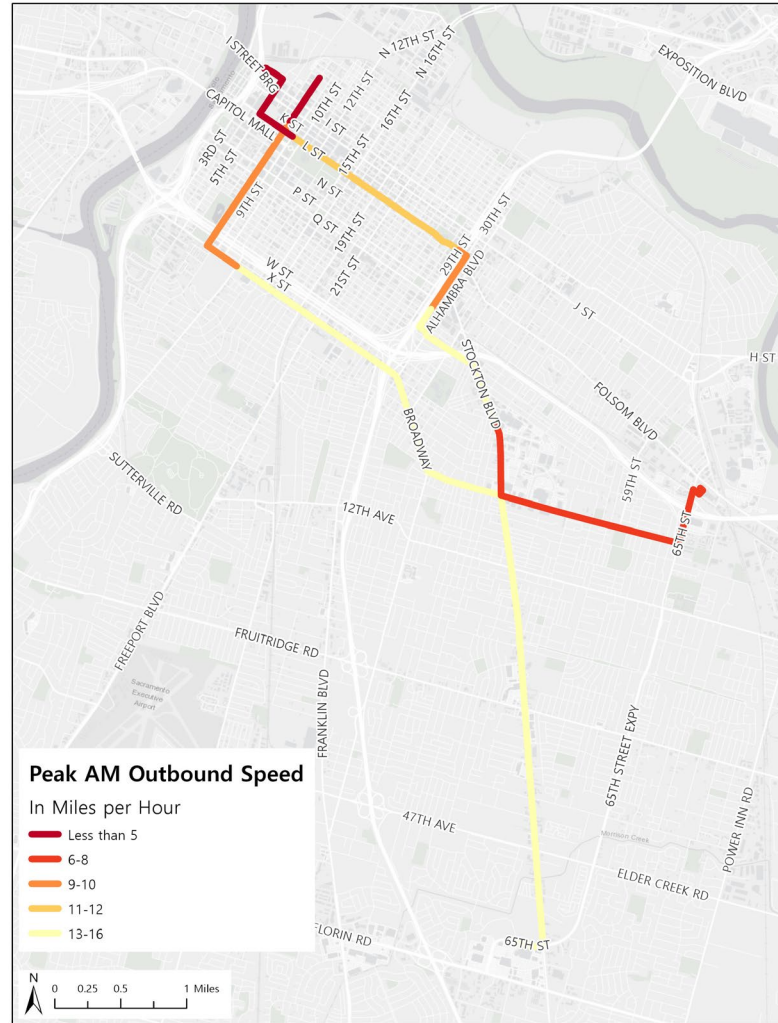 N 12TH ST
N 16TH ST
EXPOSITION BLVD
I STREET BRG
10TH ST
12TH ST
16TH ST
I ST
K ST
CAPITOL MALL
L ST
15TH ST
3RD ST
5TH ST
N ST
P ST
Q ST
9TH ST
19TH ST
21ST ST
30TH ST
29TH ST
ALHAMBRA BLVD
W ST
X ST
J ST
H ST
STOCKTON BLVD
FOLSOM BLVD
BROADWAY
SUTTERVILLE RD
59TH ST
12TH AVE
65TH ST
FREEPORT BLVD
FRUITRIDGE RD
Sacramento
Executive
Airport
FRANKLIN BLVD
65TH STREET EXPY
POWER INN RD
47TH AVE
Morrison Creek
ELDER CREEK RD
FLORIN RD
65TH ST
Peak AM Outbound Speed
In Miles per Hour
Less than 5
6-8
9-10
11-12
13-16
N
0 0.25 0.5 1 Miles